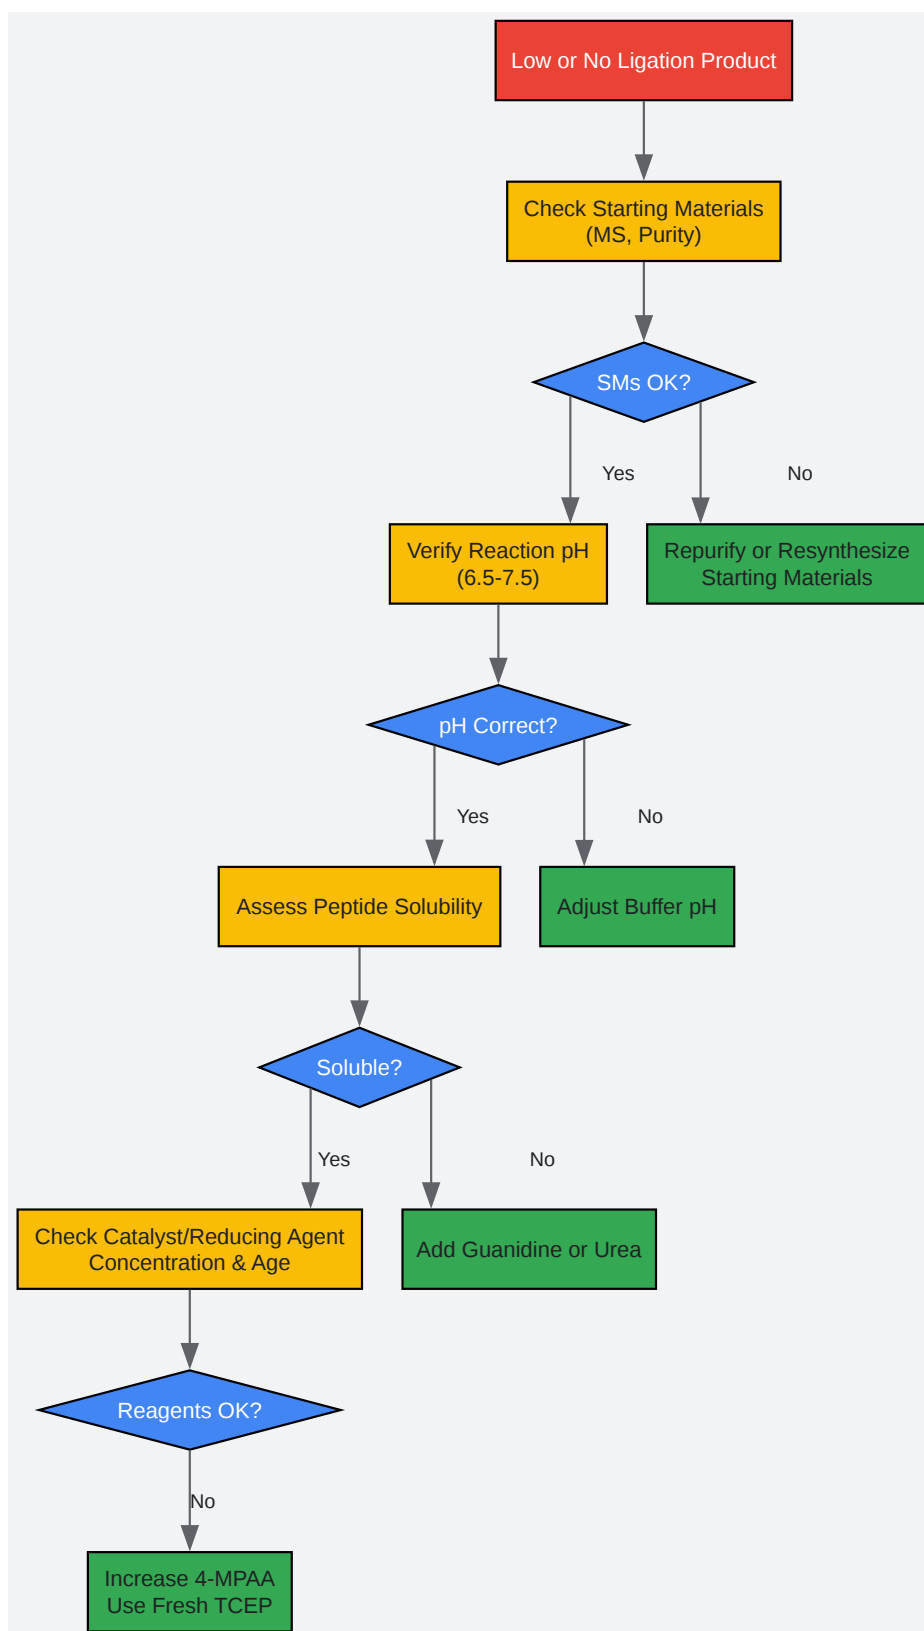 Low or No Ligation Product
Check Starting Materials
(MS, Purity)
SMs OK?
Yes
No
Verify Reaction pH
(6.5-7.5)
Repurify or Resynthesize
Starting Materials
pH Correct?
Yes
No
Assess Peptide Solubility
Adjust Buffer pH
Soluble?
Yes
No
Check Catalyst/Reducing Agent
Concentration & Age
Add Guanidine or Urea
Reagents OK?
No
Increase 4-MPAA
Use Fresh TCEP